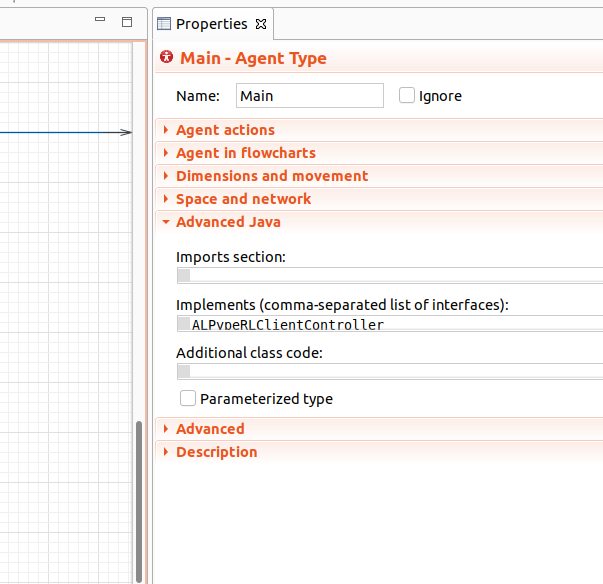 Properties
Main - Agent Type
Name: Main Ignore
Agent actions
Agent in flowcharts
Dimensions and movement
Space and network
Advanced Java
Imports section:
Implements (comma-separated list of interfaces):
ALPypeRLClientController
Additional class code:
Parameterized type
Advanced
Description